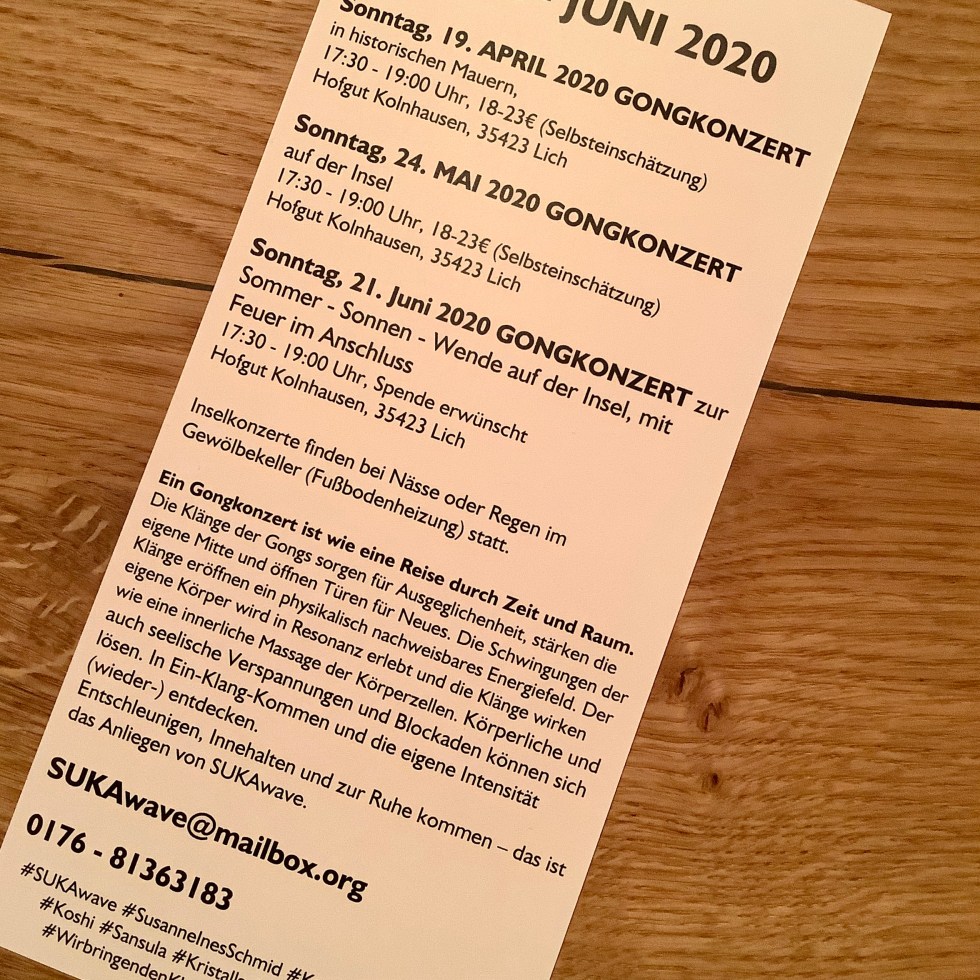 JUNI 2020
Sonntag, 19. APRIL 2020 GONGKONZERT
in historischen Mauern,
17:30 - 19:00 Uhr, 18-23€ (Selbsteinschätzung)
Hofgut Kolnhausen, 35423 Lich
Sonntag, 24. MAI 2020 GONGKONZERT
auf der Insel
17:30 - 19:00 Uhr, 18-23€ (Selbsteinschätzung)
Hofgut Kolnhausen, 35423 Lich
Sonntag, 21. Juni 2020 GONGKONZERT zur
Sommer - Sonnen - Wende auf der Insel, mit
Feuer im Anschluss
17:30 - 19:00 Uhr, Spende erwünscht
Hofgut Kolnhausen, 35423 Lich
Inselkonzerte finden bei Nässe oder Regen im
Gewölbekeller (Fußbodenheizung) statt.
Ein Gongkonzert ist wie eine Reise durch Zeit und Raum.
Die Klänge der Gongs sorgen für Ausgeglichenheit, stärken die
eigene Mitte und öffnen Türen für Neues. Die Schwingungen der
Klänge eröffnen ein physikalisch nachweisbares Energiefeld. Der
eigene Körper wird in Resonanz erlebt und die Klänge wirken
wie eine innerliche Massage der Körperzellen. Körperliche und
auch seelische Verspannungen und Blockaden können sich
lösen. In Ein-Klang-Kommen und die eigene Intensität
(wieder-) entdecken.
Entschleunigen, Innehalten und zur Ruhe kommen – das ist
das Anliegen von SUKAwave.
SUKAwave@mailbox.org
0176 - 81363183
#SUKAwave #SusanneInesSchmid
#Koshi #Sansula